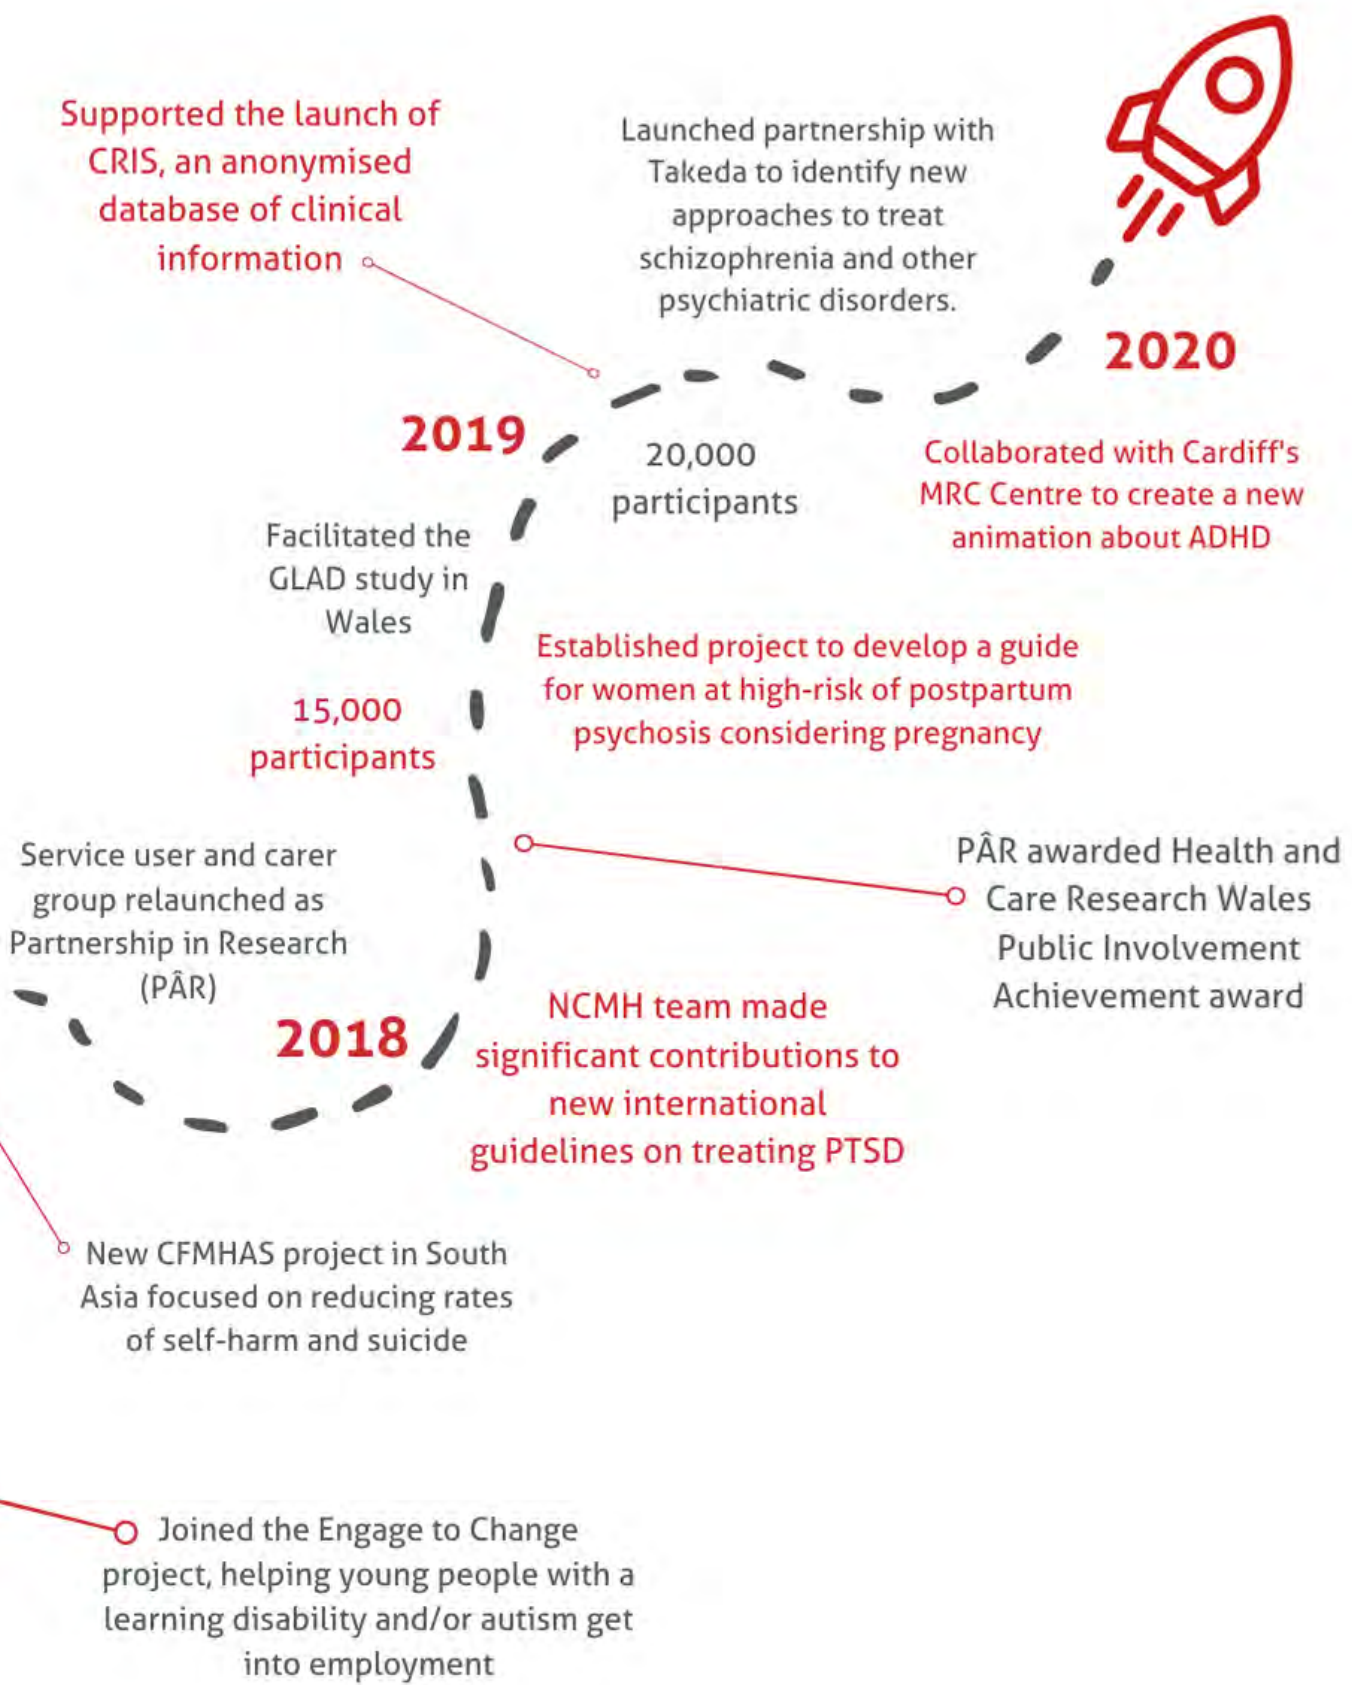 Supported the launch of
CRIS, an anonymised
database of clinical
information
Launched partnership with
Takeda to identify new
approaches to treat
schizophrenia and other
psychiatric disorders.
2020
2019
20,000
participants
Collaborated with Cardiff's
MRC Centre to create a new
animation about ADHD
Facilitated the
GLAD study in
Wales
Established project to develop a guide
for women at high-risk of postpartum
psychosis considering pregnancy
15,000
participants
PÂR awarded Health and
Care Research Wales
Public Involvement
Achievement award
Service user and carer
group relaunched as
Partnership in Research
(PÂR)
2018
NCMH team made
significant contributions to
new international
guidelines on treating PTSD
New CFMHAS project in South
Asia focused on reducing rates
of self-harm and suicide
Joined the Engage to Change
project, helping young people with a
learning disability and/or autism get
into employment